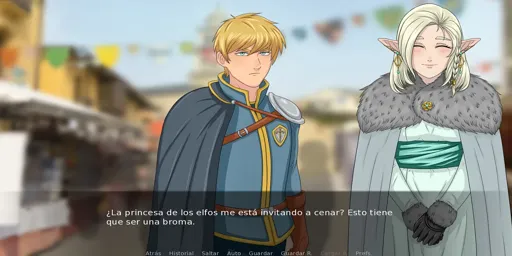 ¿La princesa de los elfos me está invitando a cenar? Esto tiene
que ser una broma.
Atrás Historial Saltar Auto Guardar Guardar R. Prefs.